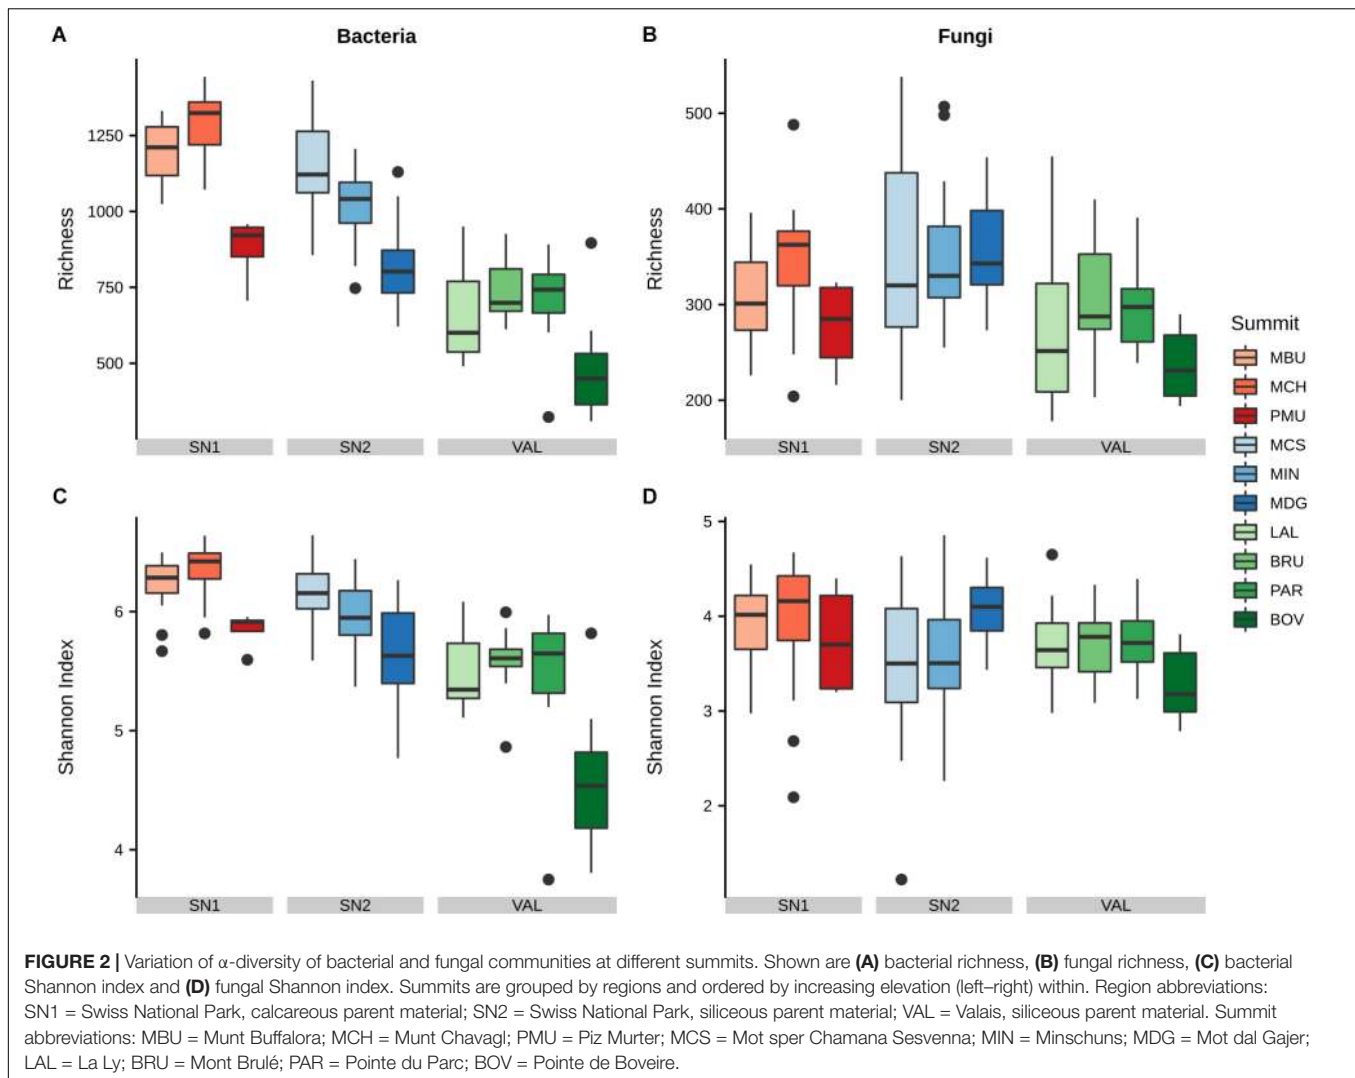 A
Bacteria
Richness
1250
1000
750
500
SN1
SN2
VAL
B
Fungi
Richness
500
400
300
200
SN1
SN2
VAL
Summit
MBU
MCH
PMU
MCS
MIN
MDG
LAL
BRU
PAR
BOV
C
Shannon Index
6
5
4
SN1
SN2
VAL
D
Shannon Index
5
4
3
2
SN1
SN2
VAL
FIGURE 2 | Variation of α-diversity of bacterial and fungal communities at different summits. Shown are (A) bacterial richness, (B) fungal richness, (C) bacterial
Shannon index and (D) fungal Shannon index. Summits are grouped by regions and ordered by increasing elevation (left–right) within. Region abbreviations:
SN1 = Swiss National Park, calcareous parent material; SN2 = Swiss National Park, siliceous parent material; VAL = Valais, siliceous parent material. Summit
abbreviations: MBU = Munt Buffalora; MCH = Munt Chavagl; PMU = Piz Murter; MCS = Mot sper Chamana Sesvenna; MIN = Minschuns; MDG = Mot dal Gajer;
LAL = La Ly; BRU = Mont Brulé; PAR = Pointe du Parc; BOV = Pointe de Boveire.